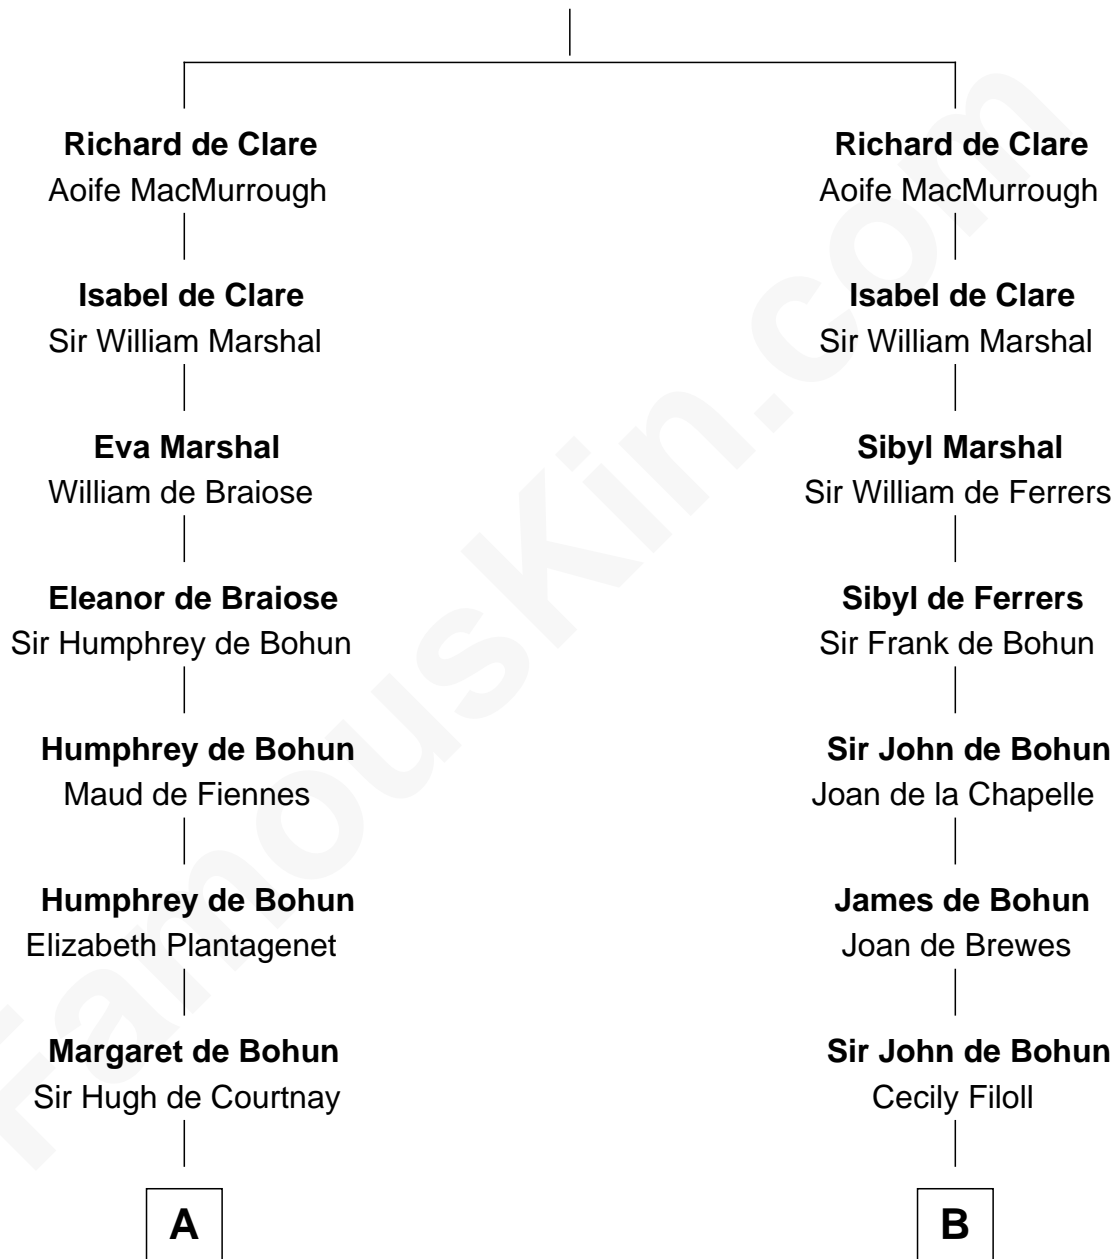 Richard de Clare
Aoife MacMurrough
Isabel de Clare
Sir William Marshal
Eva Marshal
William de Braiose
Eleanor de Braiose
Sir Humphrey de Bohun
Humphrey de Bohun
Maud de Fiennes
Humphrey de Bohun
Elizabeth Plantagenet
Margaret de Bohun
Sir Hugh de Courtnay
A
Richard de Clare
Aoife MacMurrough
Isabel de Clare
Sir William Marshal
Sibyl Marshal
Sir William de Ferrers
Sibyl de Ferrers
Sir Frank de Bohun
Sir John de Bohun
Joan de la Chapelle
James de Bohun
Joan de Brewes
Sir John de Bohun
Cecily Filoll
B
FamousKin.com